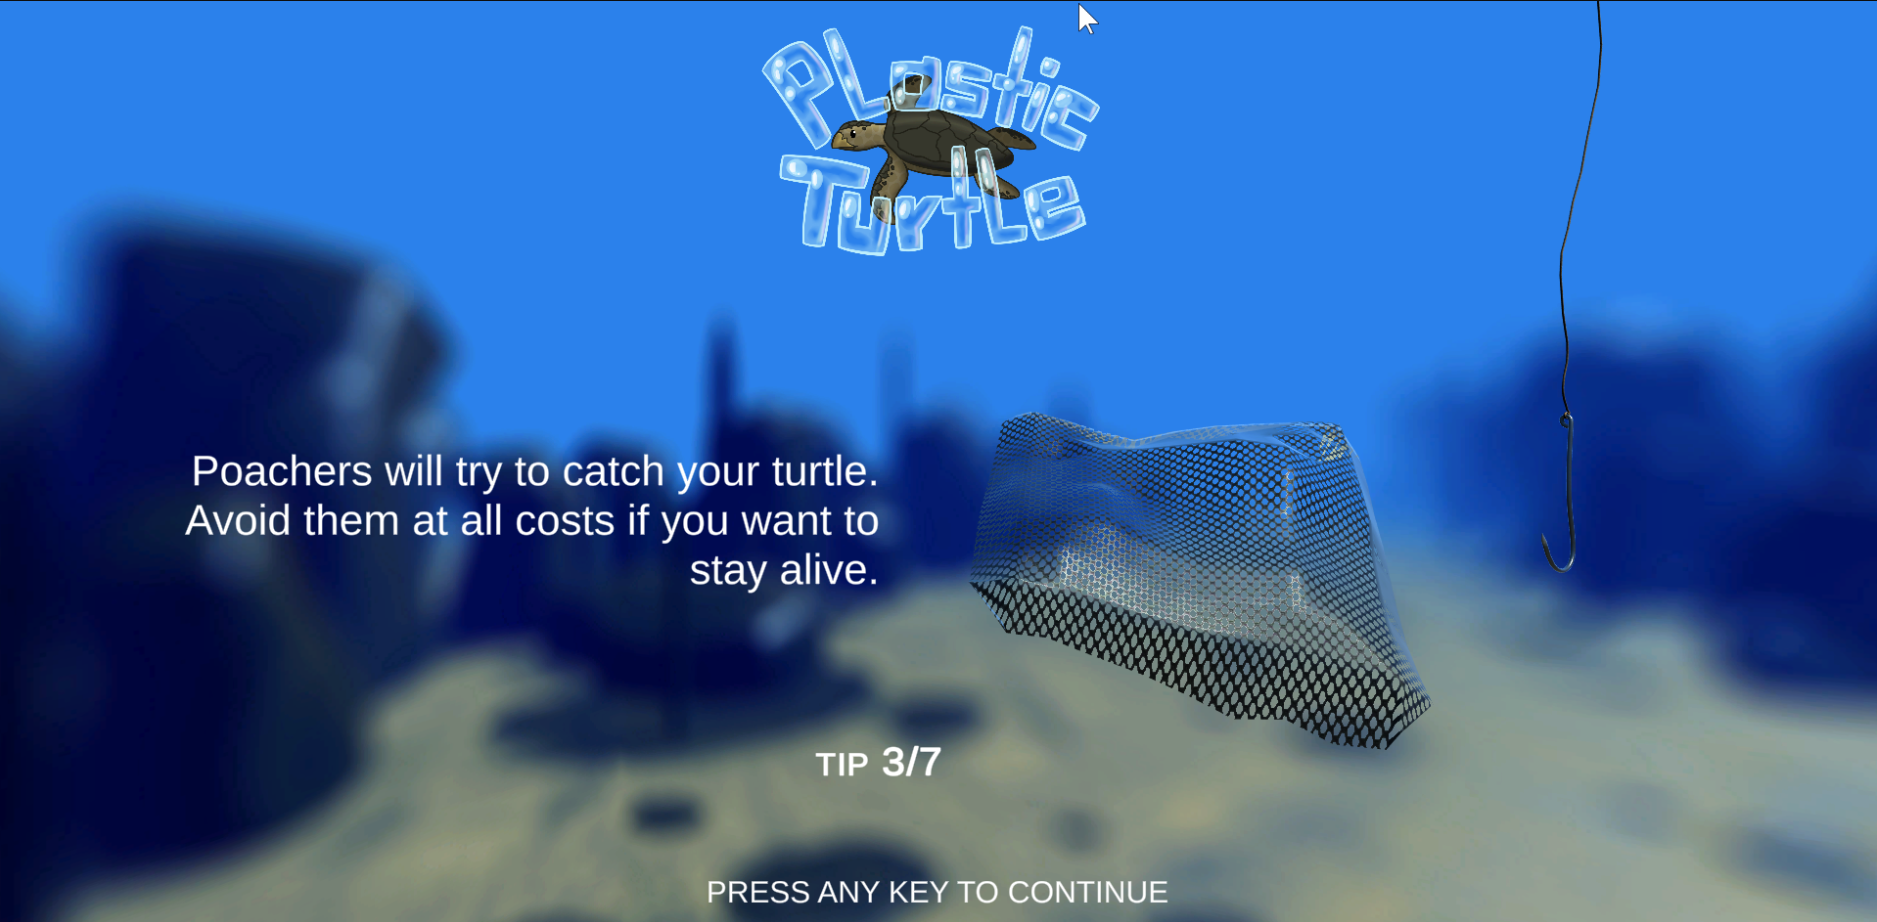 PLastic
TurtLe
Poachers will try to catch your turtle.
Avoid them at all costs if you want to
stay alive.
TIP 3/7
PRESS ANY KEY TO CONTINUE